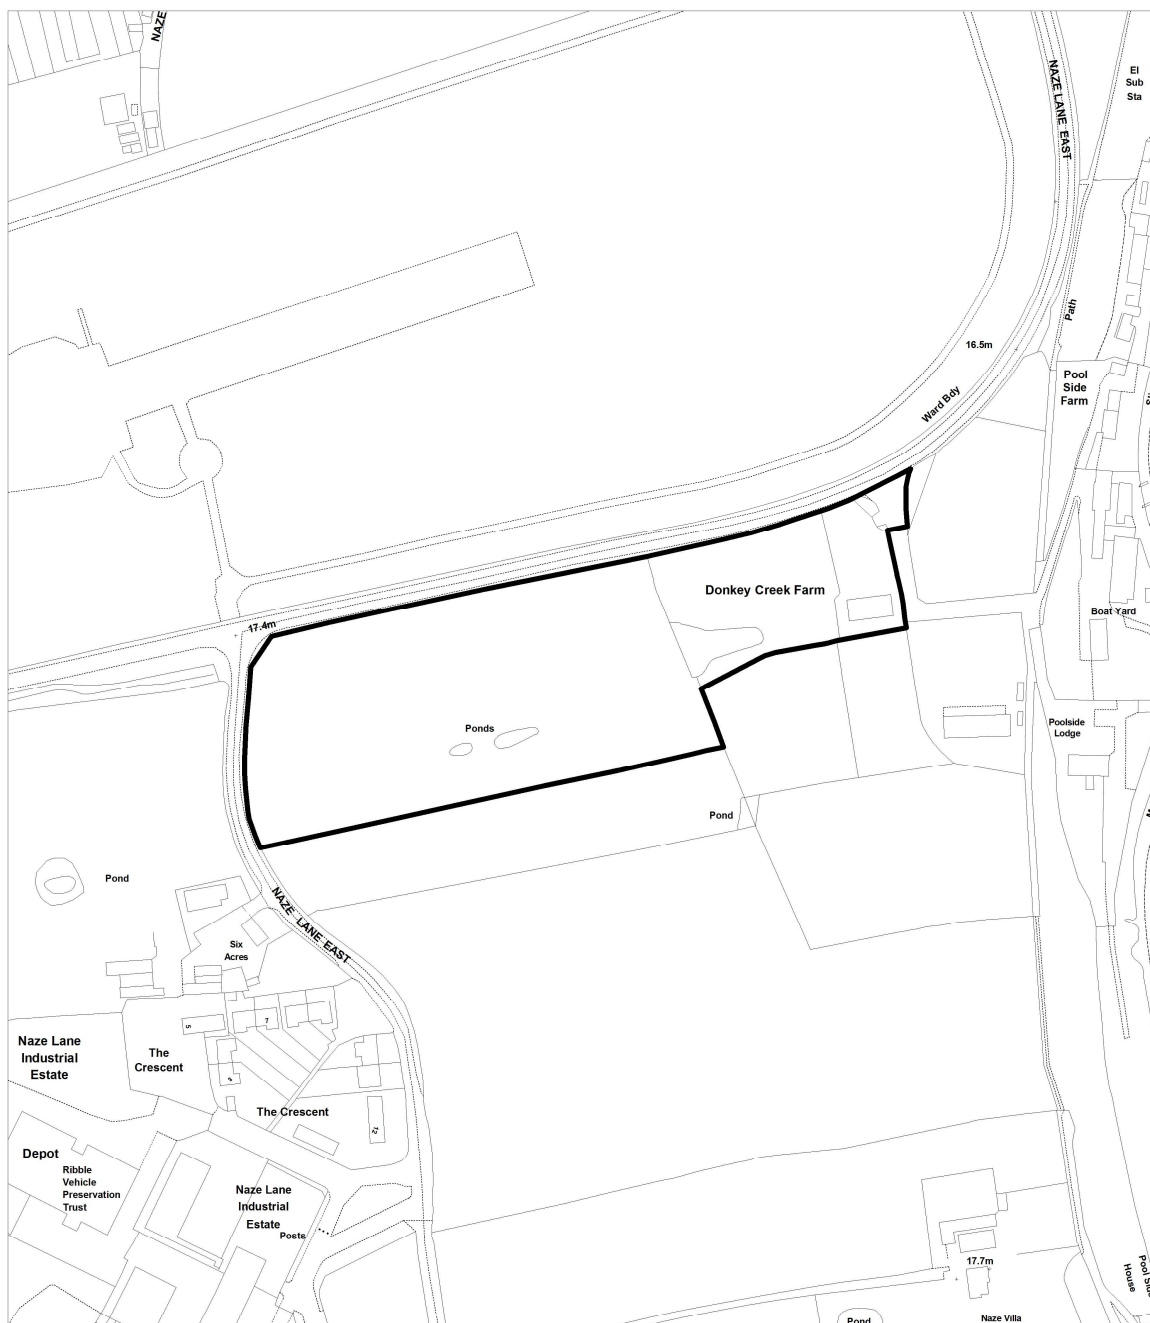 NAZE
NAZE LANE EAST
El
Sub
Sta
Path
16.5m
Pool
Side
Farm
Ward Bdy
Donkey Creek Farm
Boat Yard
17.4m
Ponds
Poolside
Lodge
Pond
Pond
NAZE LANE EAST
Six
Acres
5
7
Naze Lane
Industrial
Estate
The
Crescent
The Crescent
12
Depot
Ribble
Vehicle
Preservation
Trust
Naze Lane
Industrial
Estate
Posts
17.7m
Pool Side
House
Pond
Naze Villa